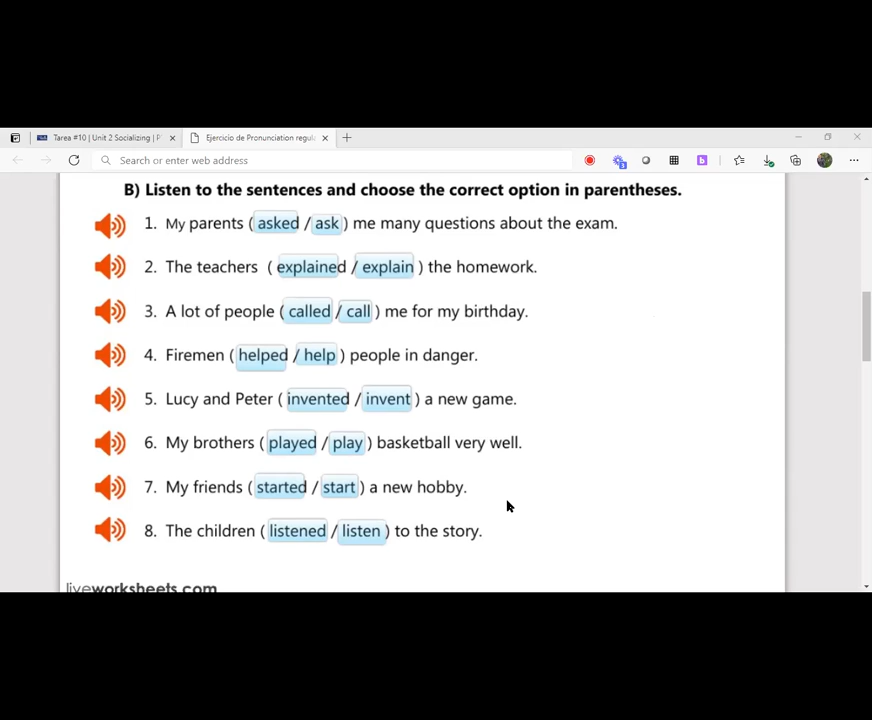 Tarea #10 | Unit 2 Socializing | P
Ejercicio de Pronunciation regula
Search or enter web address
B) Listen to the sentences and choose the correct option in parentheses.
1. My parents ( asked / ask ) me many questions about the exam.
2. The teachers ( explained / explain ) the homework.
3. A lot of people ( called / call ) me for my birthday.
4. Firemen ( helped / help ) people in danger.
5. Lucy and Peter ( invented / invent ) a new game.
6. My brothers ( played / play ) basketball very well.
7. My friends ( started / start ) a new hobby.
8. The children ( listened / listen ) to the story.
liveworksheets.com